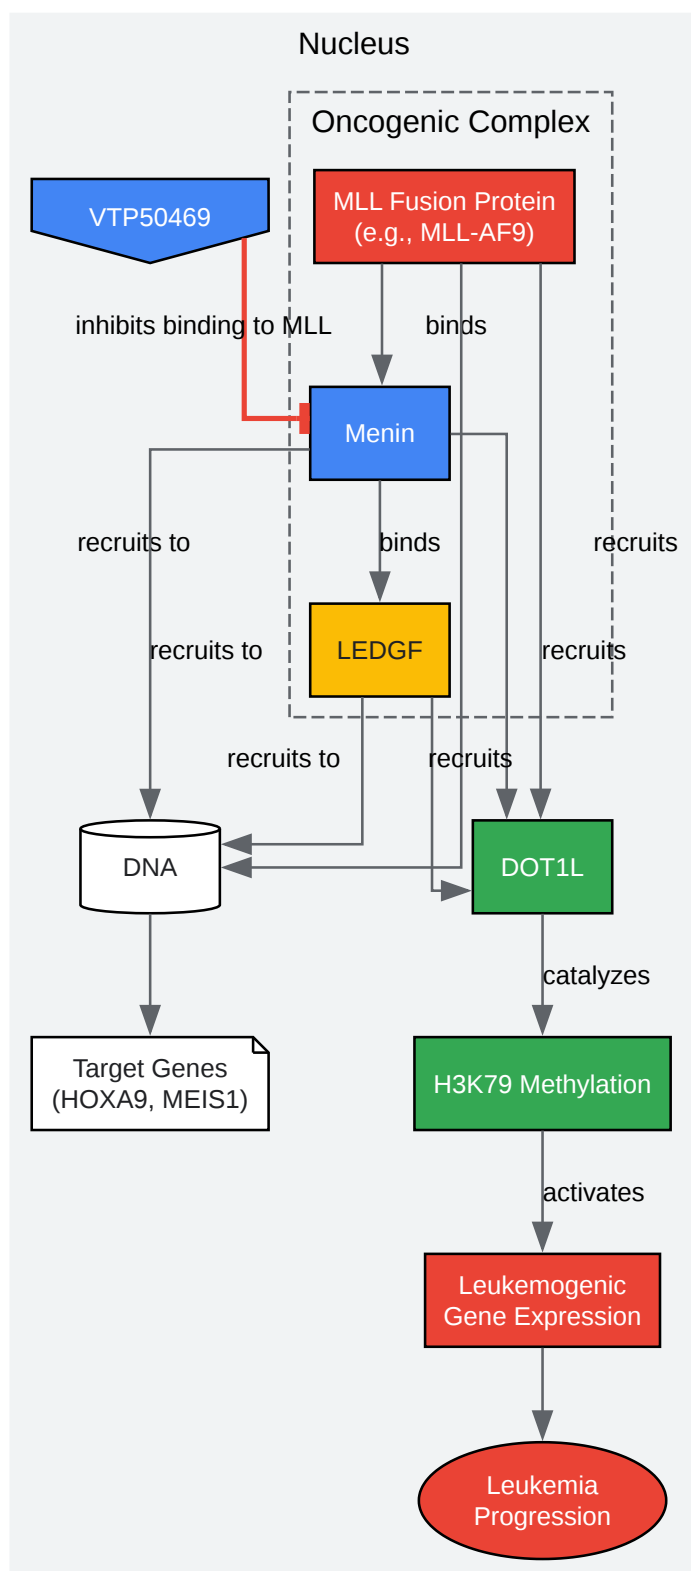 Nucleus
Oncogenic Complex
VTP50469
MLL Fusion Protein
(e.g., MLL-AF9)
inhibits binding to MLL
binds
Menin
recruits to
binds
recruits
LEDGF
recruits to
recruits
recruits to
recruits
DNA
DOT1L
catalyzes
Target Genes
(HOXA9, MEIS1)
H3K79 Methylation
activates
Leukemogenic
Gene Expression
Leukemia
Progression